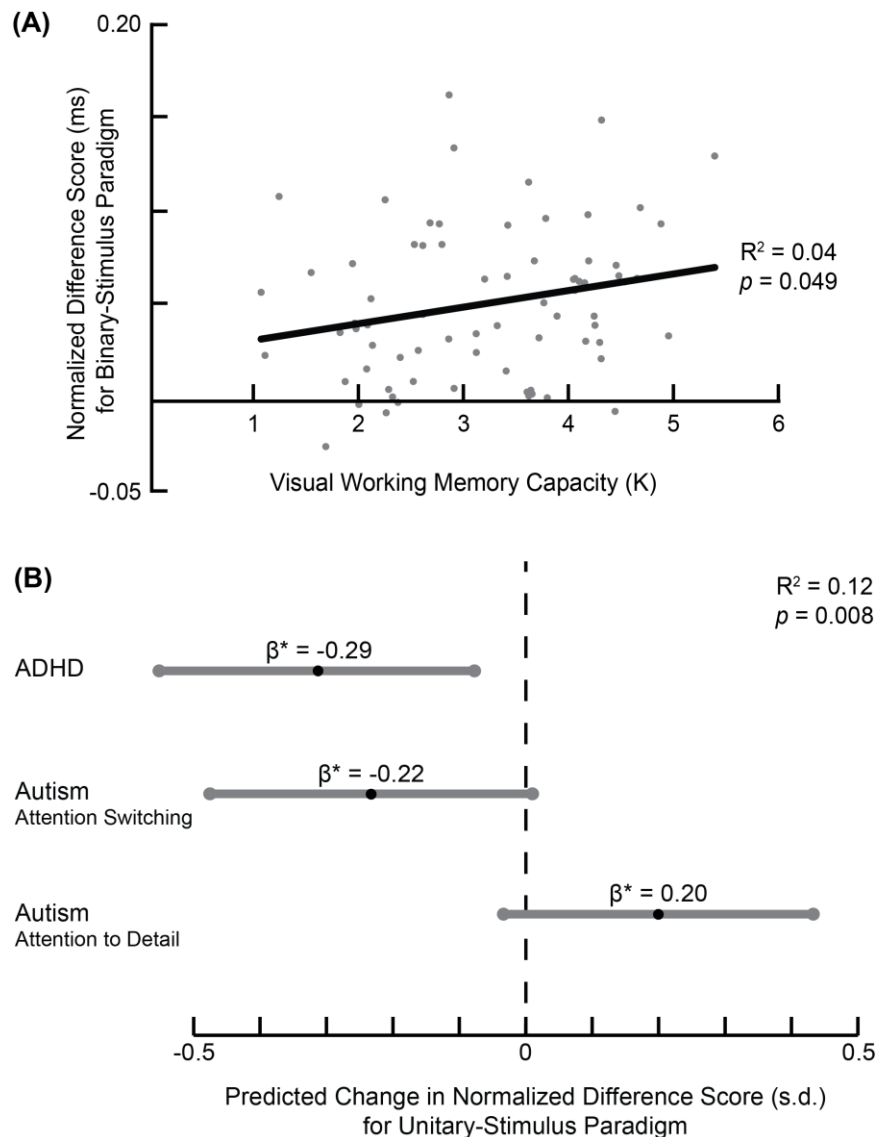 (A)
0.20
Normalized Difference Score (ms)
for Binary-Stimulus Paradigm
R² = 0.04
p = 0.049
1 2 3 4 5 6
-0.05
Visual Working Memory Capacity (K)
(B)
R² = 0.12
p = 0.008
β* = -0.29
ADHD
β* = -0.22
Autism
Attention Switching
β* = 0.20
Autism
Attention to Detail
-0.5 0 0.5
Predicted Change in Normalized Difference Score (s.d.)
for Unitary-Stimulus Paradigm